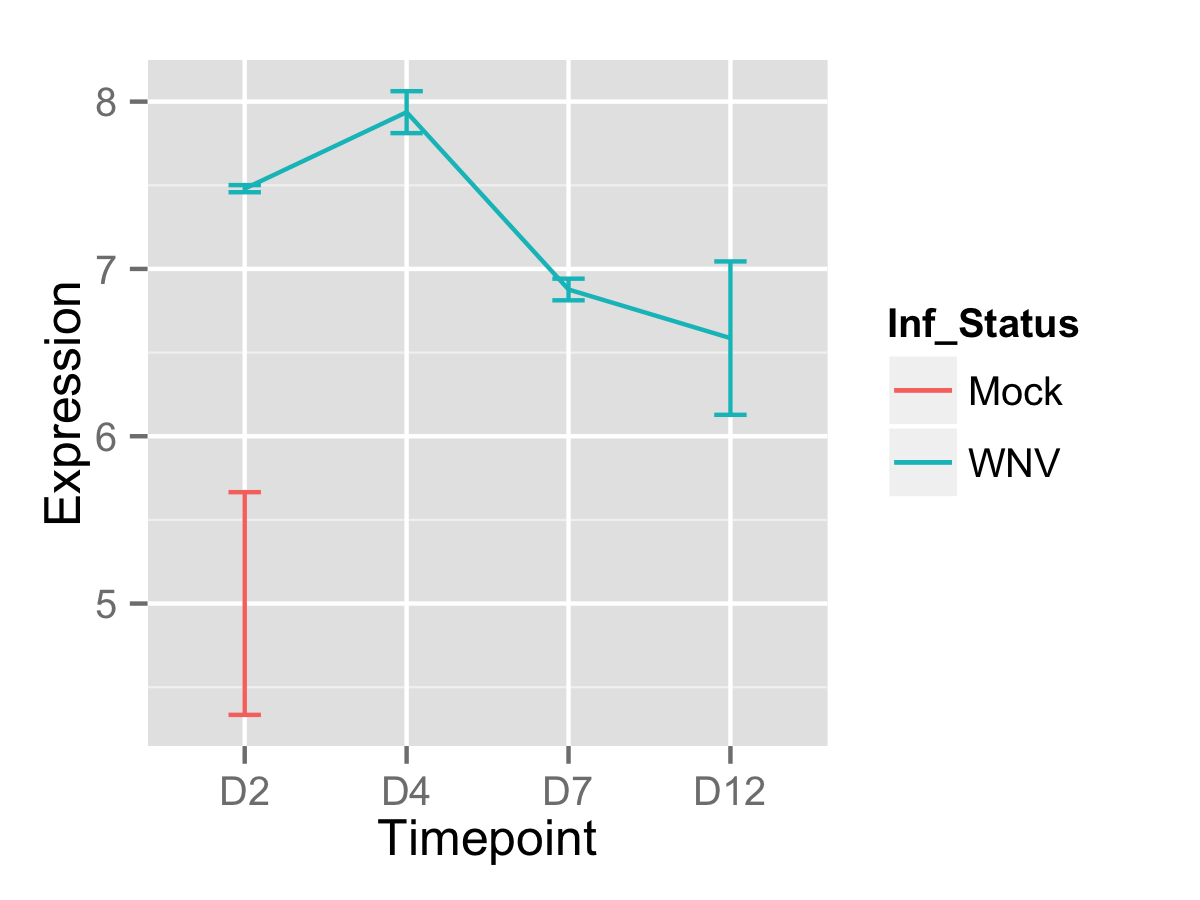 Expression
8
7
6
5
D2 D4 D7 D12
Timepoint
Inf_Status
Mock
WNV